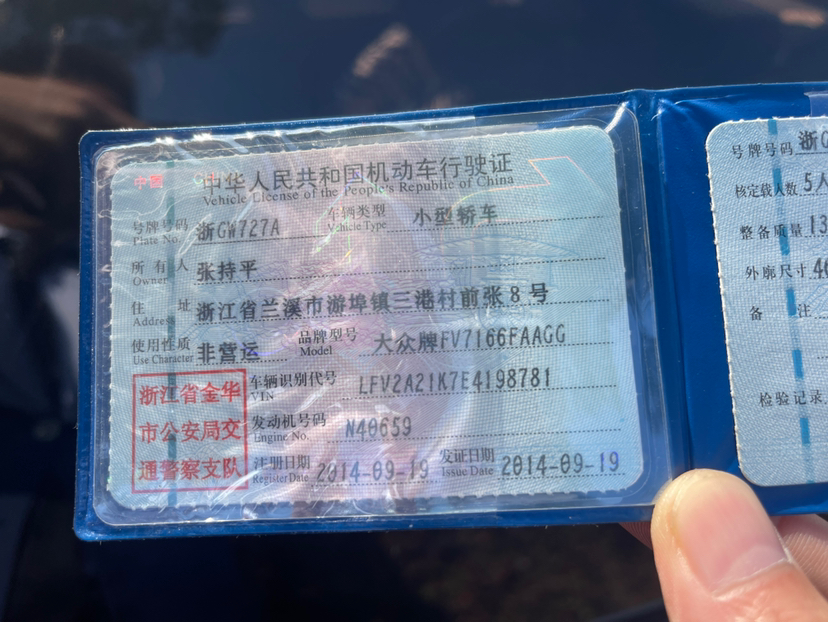 中华人民共和国机动车行驶证
Vehicle License of the People's Republic of China
号牌号码 Plate No. 浙GW727A 车辆类型 Vehicle Type 小型轿车
所有人 Owner 张持平
住址 Address 浙江省兰溪市游埠镇三港村前张8号
使用性质 Use Character 非营运 品牌型号 Model 大众牌FV7166FAAGG
浙江省金华 车辆识别代号 VIN LFV2A21K7E4198781
市公安局交 发动机号码 Engine No. N40659
通警察支队 注册日期 Register Date 2014-09-19 发证日期 Issue Date 2014-09-19
号牌号码 浙G
核定载人数 5人
整备质量 13
外廓尺寸 46
备注
检验记录